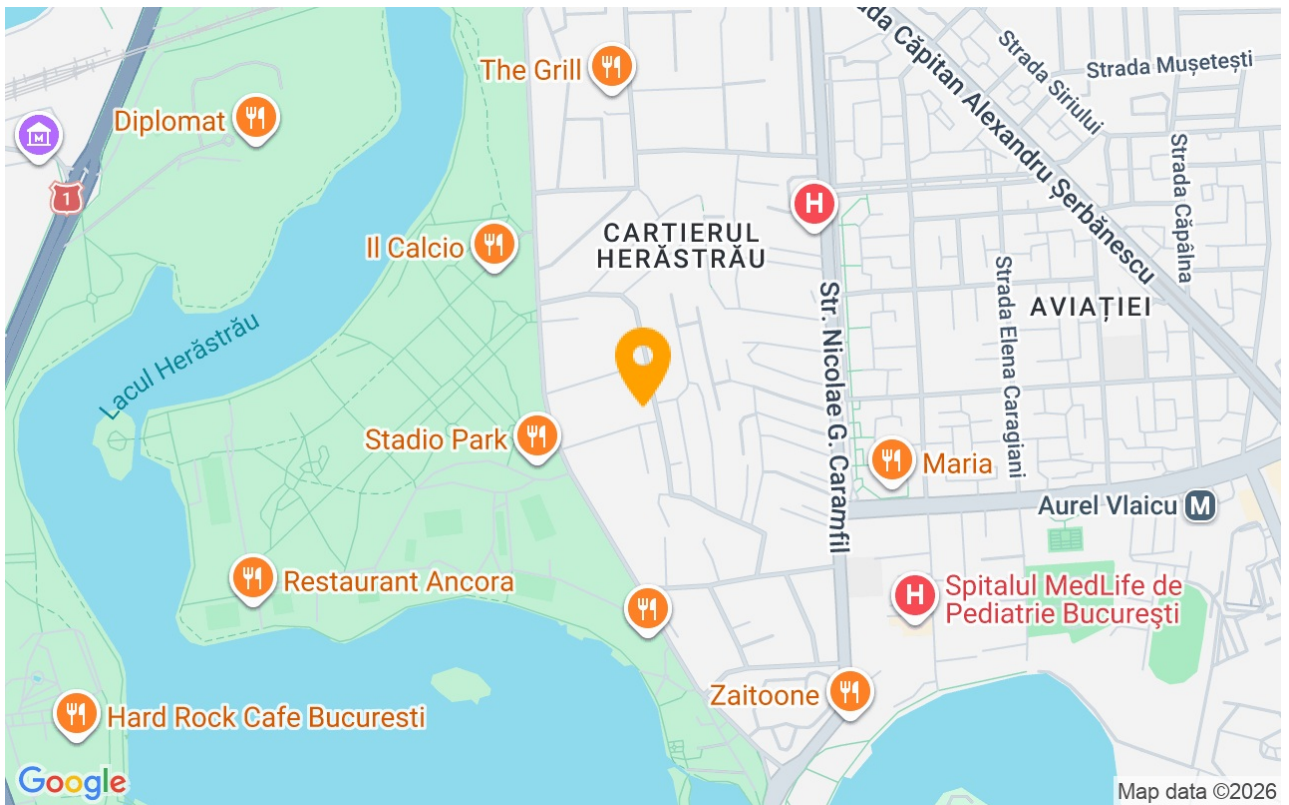 The Grill
Diplomat
M
1
Il Calcio
CARTIERUL
HERĂSTRĂU
H
ada Căpitan Alexandru Șerbănescu
Strada Siriului
Strada Mușetești
Strada Căpâlna
AVIAȚIEI
Strada Elena Caragiani
Str. Nicolae G. Caramfil
Lacul Herăstrău
Stadio Park
Maria
Aurel Vlaicu M
Restaurant Ancora
H
Spitalul MedLife de
Pediatrie București
Zaitoone
Hard Rock Cafe Bucuresti
Google
Map data ©2026